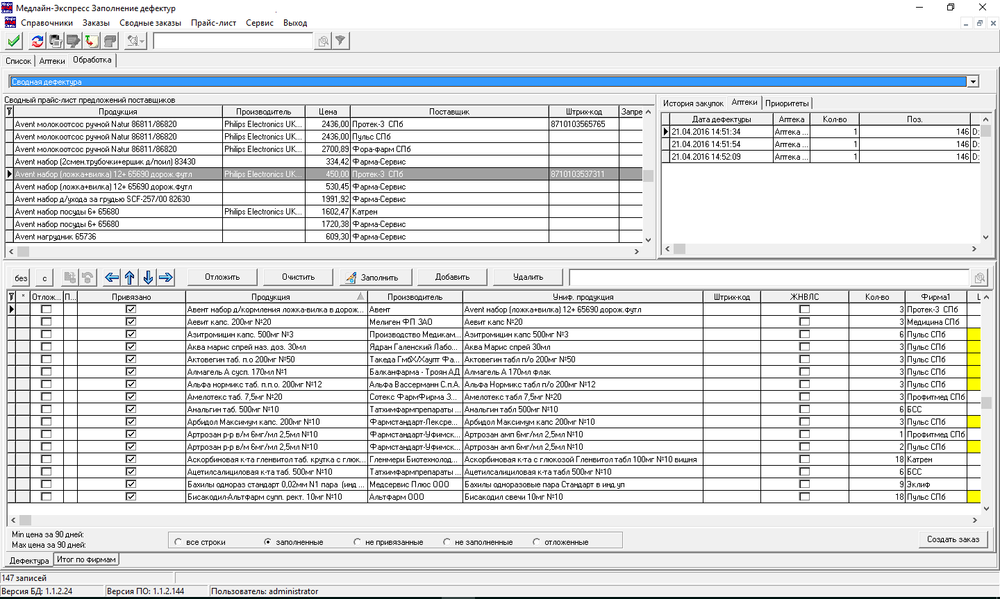 Медлайн-Экспресс Заполнение дефектур
Справочники Заказы Сводные заказы Прайс-лист Сервис Выход
Список Аптеки Обработка
Сводная дефектура
Сводный прайс-лист предложений поставщиков
Продукция Производитель Цена Поставщик Штрих-код Запре
Avent молокоотсос ручной Natur 86811/86820 Philips Electronics UK... 2436,00 Протек-3 СПб 8710103565765
Avent молокоотсос ручной Natur 86811/86820 Philips Electronics UK... 2436,00 Пульс СПб
Avent молокоотсос ручной Natur 86811/86820 Philips Electronics UK... 2700,89 Фора-фарм СПб
Avent набор (2смен.трубочки+ершик д/поил) 83430 334,42 Фарма-Сервис
Avent набор (ложка+вилка) 12+ 65690 дорож.футл Philips Electronics UK... 450,00 Протек-3 СПб 8710103537311
Avent набор (ложка+вилка) 12+ 65690 дорож.футл 530,45 Фарма-Сервис
Avent набор д/ухода за грудью SCF-257/00 82630 1991,92 Фарма-Сервис
Avent набор посуды 6+ 65680 Philips Electronics UK... 1602,47 Катрен
Avent набор посуды 6+ 65680 1720,38 Фарма-Сервис
Avent нагрудник 65736 609,30 Фарма-Сервис
История закупок Аптеки Приоритеты
Дата дефектуры Аптека Кол-во Поз.
21.04.2016 14:51:34 Аптека ... 1 146 D:
21.04.2016 14:51:54 Аптека ... 1 146 D:
21.04.2016 14:52:09 Аптека ... 1 146 D:
без с Отложить Очистить Заполнить Добавить Удалить
* Отлож... П... Привязано Продукция Производитель Униф. продукция Штрих-код ЖНВЛС Кол-во Фирма1
Авент набор д/кормления ложка-вилка в дорож... Авент Avent набор (ложка+вилка) 12+ 65690 дорож.футл 3 Протек-3 СПб
Аевит капс. 200мг №20 Мелиген ФП ЗАО Аевит капс №20 3 Медицина СПб
Азитромицин капс. 500мг №3 Производство Медикам... Азитромицин капс 500мг №3 6 Пульс СПб
Аква марис спрей наз. доз. 30мл Ядран Галенский Лабо... Аква Марис спрей 30мл 3 Пульс СПб
Актовегин таб. п.о 200мг №50 Такеда ГмбХ/Хаупт Фа... Актовегин табл п/о 200мг №50 3 Пульс СПб
Алмагель А сусп. 170мл №1 Балканфарма - Троян АД Алмагель А 170мл флак 3 Пульс СПб
Альфа нормикс таб. п.п.о. 200мг №12 Альфа Вассерманн С.п.А. Альфа Нормикс табл п/о 200мг №12 3 Пульс СПб
Амелотекс таб. 7,5мг №20 Сотекс ФармФирма З... Амелотекс табл 7,5мг №20 3 Профитмед СПб
Анальгин таб. 500мг №10 Татхимфармпрепараты ... Анальгин табл 500мг №10 6 БСС
Арбидол Максимум капс. 200мг №10 Фармстандарт-Лексре... Арбидол Максимум капс 200мг №10 3 Пульс СПб
Артрозан р-р в/м 6мг/мл 2,5мл №10 Фармстандарт-Уфимск... Артрозан амп 6мг/мл 2,5мл №10 1 Профитмед СПб
Артрозан р-р в/м 6мг/мл 2,5мл №10 Фармстандарт-Уфимск... Артрозан амп 6мг/мл 2,5мл №10 2 Пульс СПб
Аскорбиновая к-та гленвитол таб. крутка с глюк... Гленмери Биотехнолод... Аскорбиновая к-та с глюкозой Гленвитол табл 100мг №10 вишня 18 Катрен
Ацетилсалициловая к-та таб. 500мг №10 Татхимфармпрепараты ... Ацетилсалициловая к-та табл 500мг №10 6 БСС
Бахилы однораз стандарт 0,02мм N1 пара (инд ... Медсервис Плюс ООО Бахилы одноразовые пара Стандарт в инд.уп 9 Эклиф
Бисакодил-Альтфарм супп. рект. 10мг №10 Альтфарм ООО Бисакодил свечи 10мг №10 18 Пульс СПб
Min цена за 90 дней:
Max цена за 90 дней:
все строки заполненные не привязанные не заполненные отложенные Создать заказ
Дефектура Итог по фирмам
147 записей
Версия БД: 1.1.2.24 Версия ПО: 1.1.2.144 Пользователь: administrator